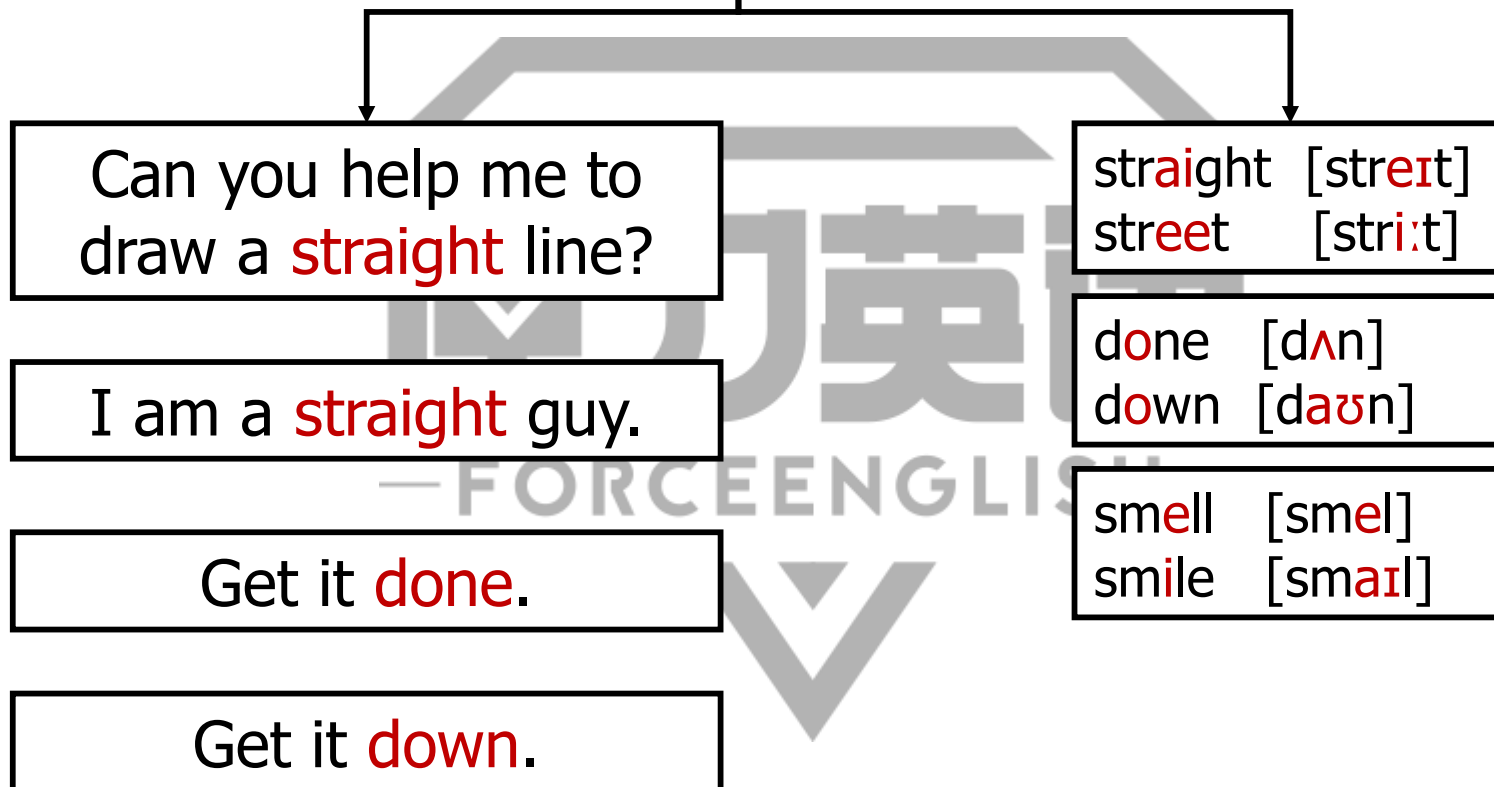 Can you help me to
draw a straight line?
I am a straight guy.
Get it done.
Get it down.
straight [streɪt]
street [striːt]
done [dʌn]
down [daʊn]
smell [smel]
smile [smaɪl]
英
FORCEENGLISH